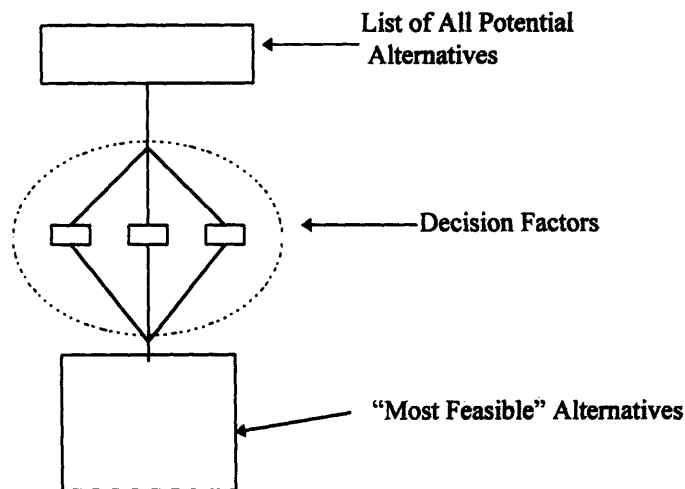 List of All Potential
Alternatives
Decision Factors
“Most Feasible” Alternatives